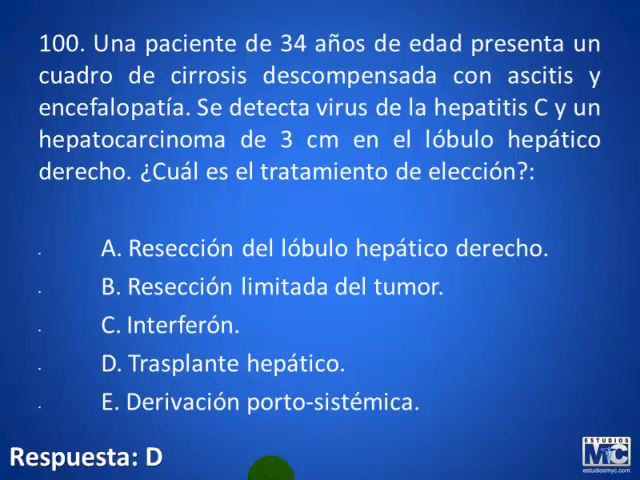 100. Una paciente de 34 años de edad presenta un
cuadro de cirrosis descompensada con ascitis y
encefalopatía. Se detecta virus de la hepatitis C y un
hepatocarcinoma de 3 cm en el lóbulo hepático
derecho. ¿Cuál es el tratamiento de elección?:
A. Resección del lóbulo hepático derecho.
B. Resección limitada del tumor.
C. Interferón.
D. Trasplante hepático.
E. Derivación porto-sistémica.
Respuesta: D
ESTUDIOS
MyC
estudiosmyc.com